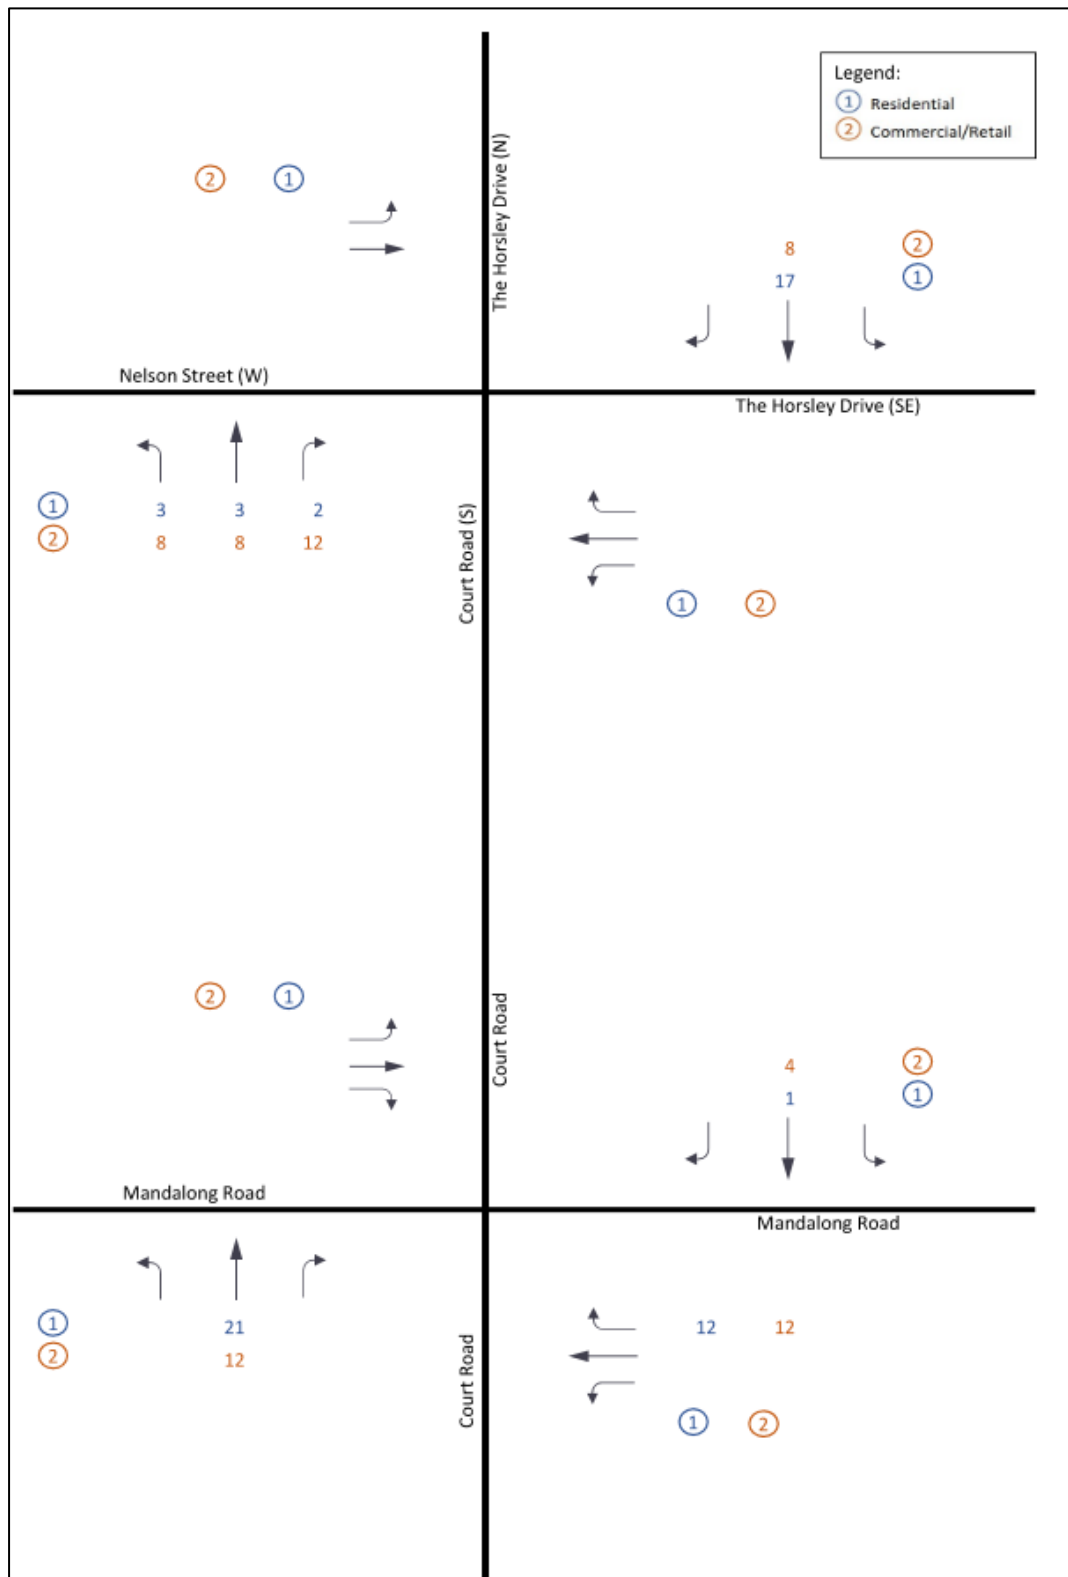 Legend:
1 Residential
2 Commercial/Retail
The Horsley Drive (N)
2 1
8 2
17 1
Nelson Street (W)
The Horsley Drive (SE)
Court Road (S)
1 3 3 2
2 8 8 12
1 2
Court Road
2 1
4 2
1 1
Mandalong Road
Mandalong Road
Court Road
1 21
2 12
12 12
1 2